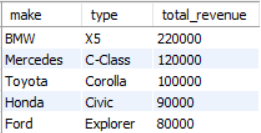 make type total_revenue
BMW X5 220000
Mercedes C-Class 120000
Toyota Corolla 100000
Honda Civic 90000
Ford Explorer 80000